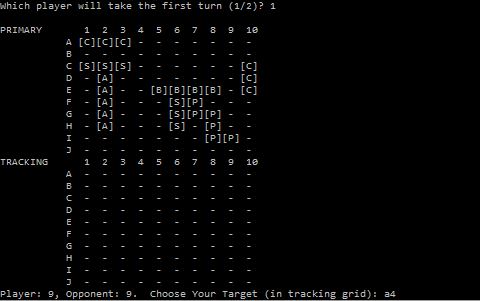 Which player will take the first turn (1/2)? 1
PRIMARY 1 2 3 4 5 6 7 8 9 10
A [C][C][C] - - - - - - -
B - - - - - - - - - -
C [S][S][S] - - - - - - [C]
D - [A] - - - - - - - [C]
E - [A] - - [B][B][B][B] - [C]
F - [A] - - - [S][P] - - -
G - [A] - - - [S][P][P] - -
H - [A] - - - [S] - [P] - -
I - - - - - - - [P][P] -
J - - - - - - - - - -
TRACKING 1 2 3 4 5 6 7 8 9 10
A - - - - - - - - - -
B - - - - - - - - - -
C - - - - - - - - - -
D - - - - - - - - - -
E - - - - - - - - - -
F - - - - - - - - - -
G - - - - - - - - - -
H - - - - - - - - - -
I - - - - - - - - - -
J - - - - - - - - - -
Player: 9, Opponent: 9.  Choose Your Target (in tracking grid): a4